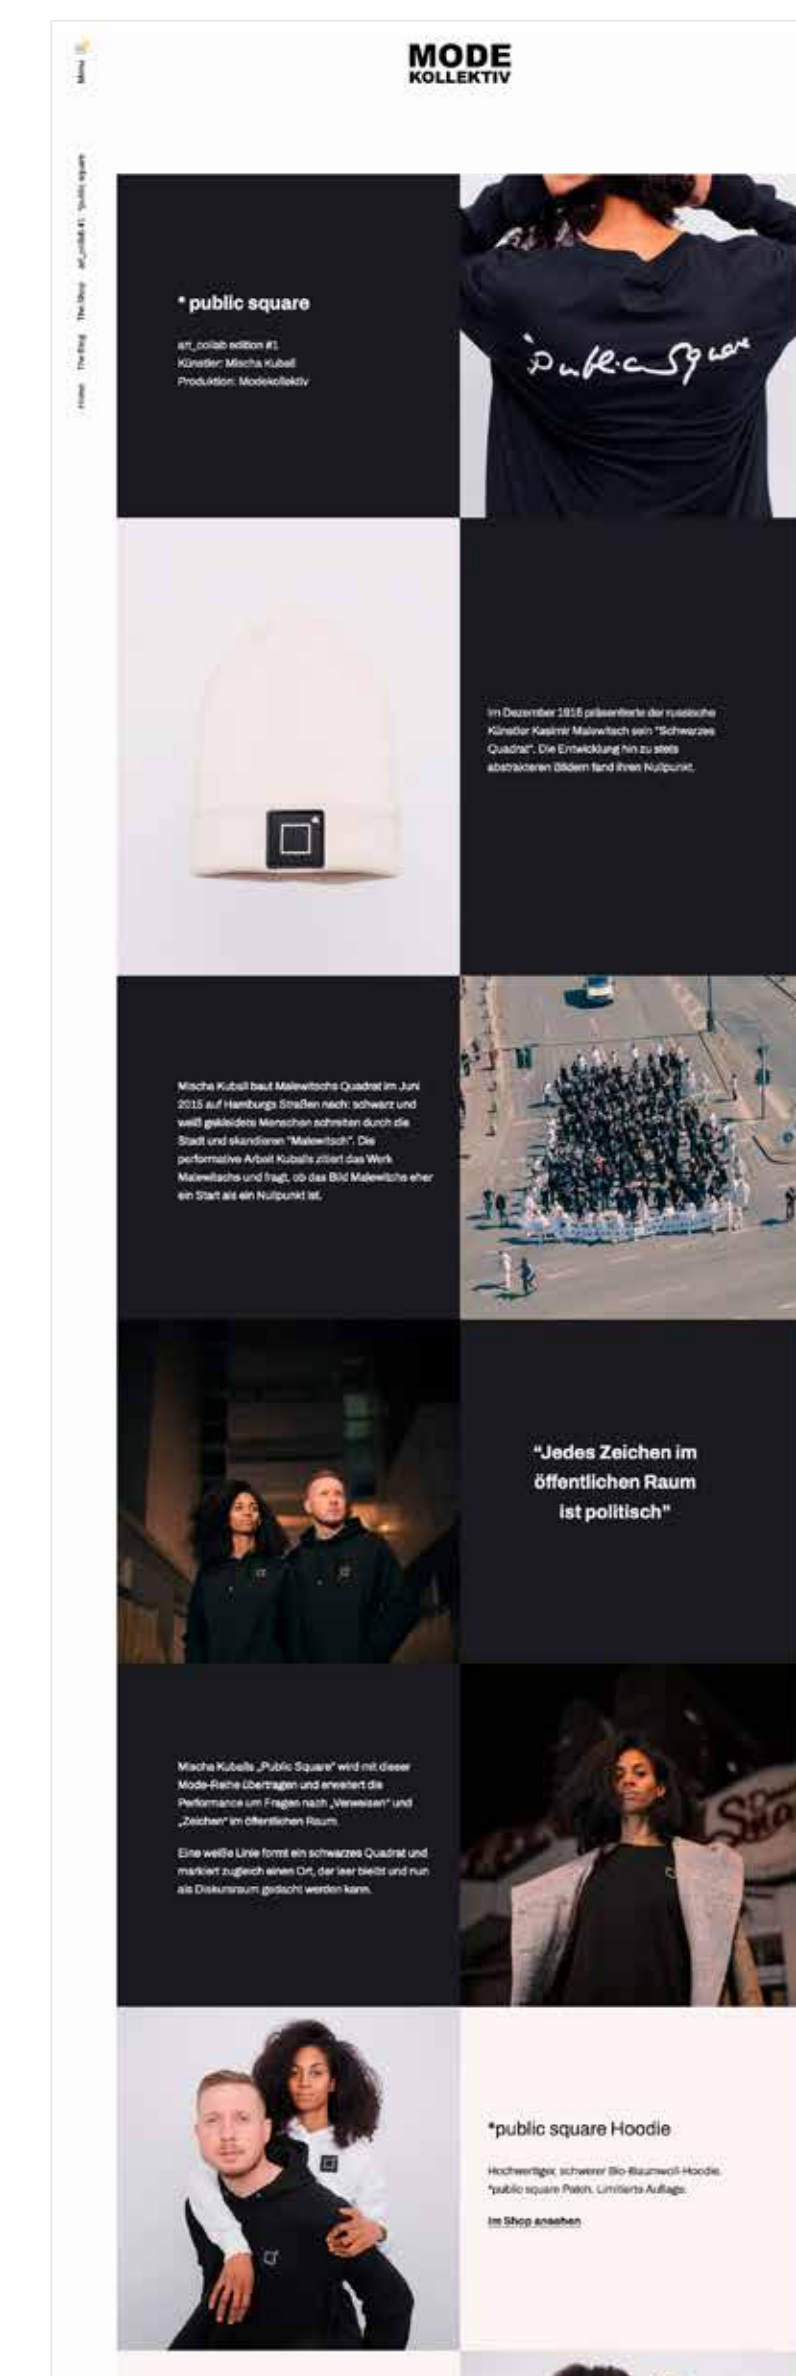 MODE
KOLLEKTIV
Menu
Home The Blog The Shop art_collab #1 *public square
* public square
art_collab edition #1
Künstler: Mischa Kuball
Produktion: Modekollektiv
*Public Square
Im Dezember 1915 präsentierte der russische
Künstler Kasimir Malewitsch sein "Schwarzes
Quadrat". Die Entwicklung hin zu stets
abstrakteren Bildern fand ihren Nullpunkt.
Mischa Kuball baut Malewitschs Quadrat im Juni
2015 auf Hamburgs Straßen nach: schwarz und
weiß gekleidete Menschen schreiten durch die
Stadt und skandieren "Malewitsch". Die
performative Arbeit Kuballs zitiert das Werk
Malewitschs und fragt, ob das Bild Malewitchs eher
ein Start als ein Nullpunkt ist.
“Jedes Zeichen im
öffentlichen Raum
ist politisch”
Mischa Kuballs „Public Square“ wird mit dieser
Mode-Reihe übertragen und erweitert die
Performance um Fragen nach „Verweisen“ und
„Zeichen“ im öffentlichen Raum.
Eine weiße Linie formt ein schwarzes Quadrat und
markiert zugleich einen Ort, der leer bleibt und nun
als Diskursraum gedacht werden kann.
*public square Hoodie
Hochwertiger, schwerer Bio-Baumwoll-Hoodie.
*public square Patch. Limitierte Auflage.
Im Shop ansehen